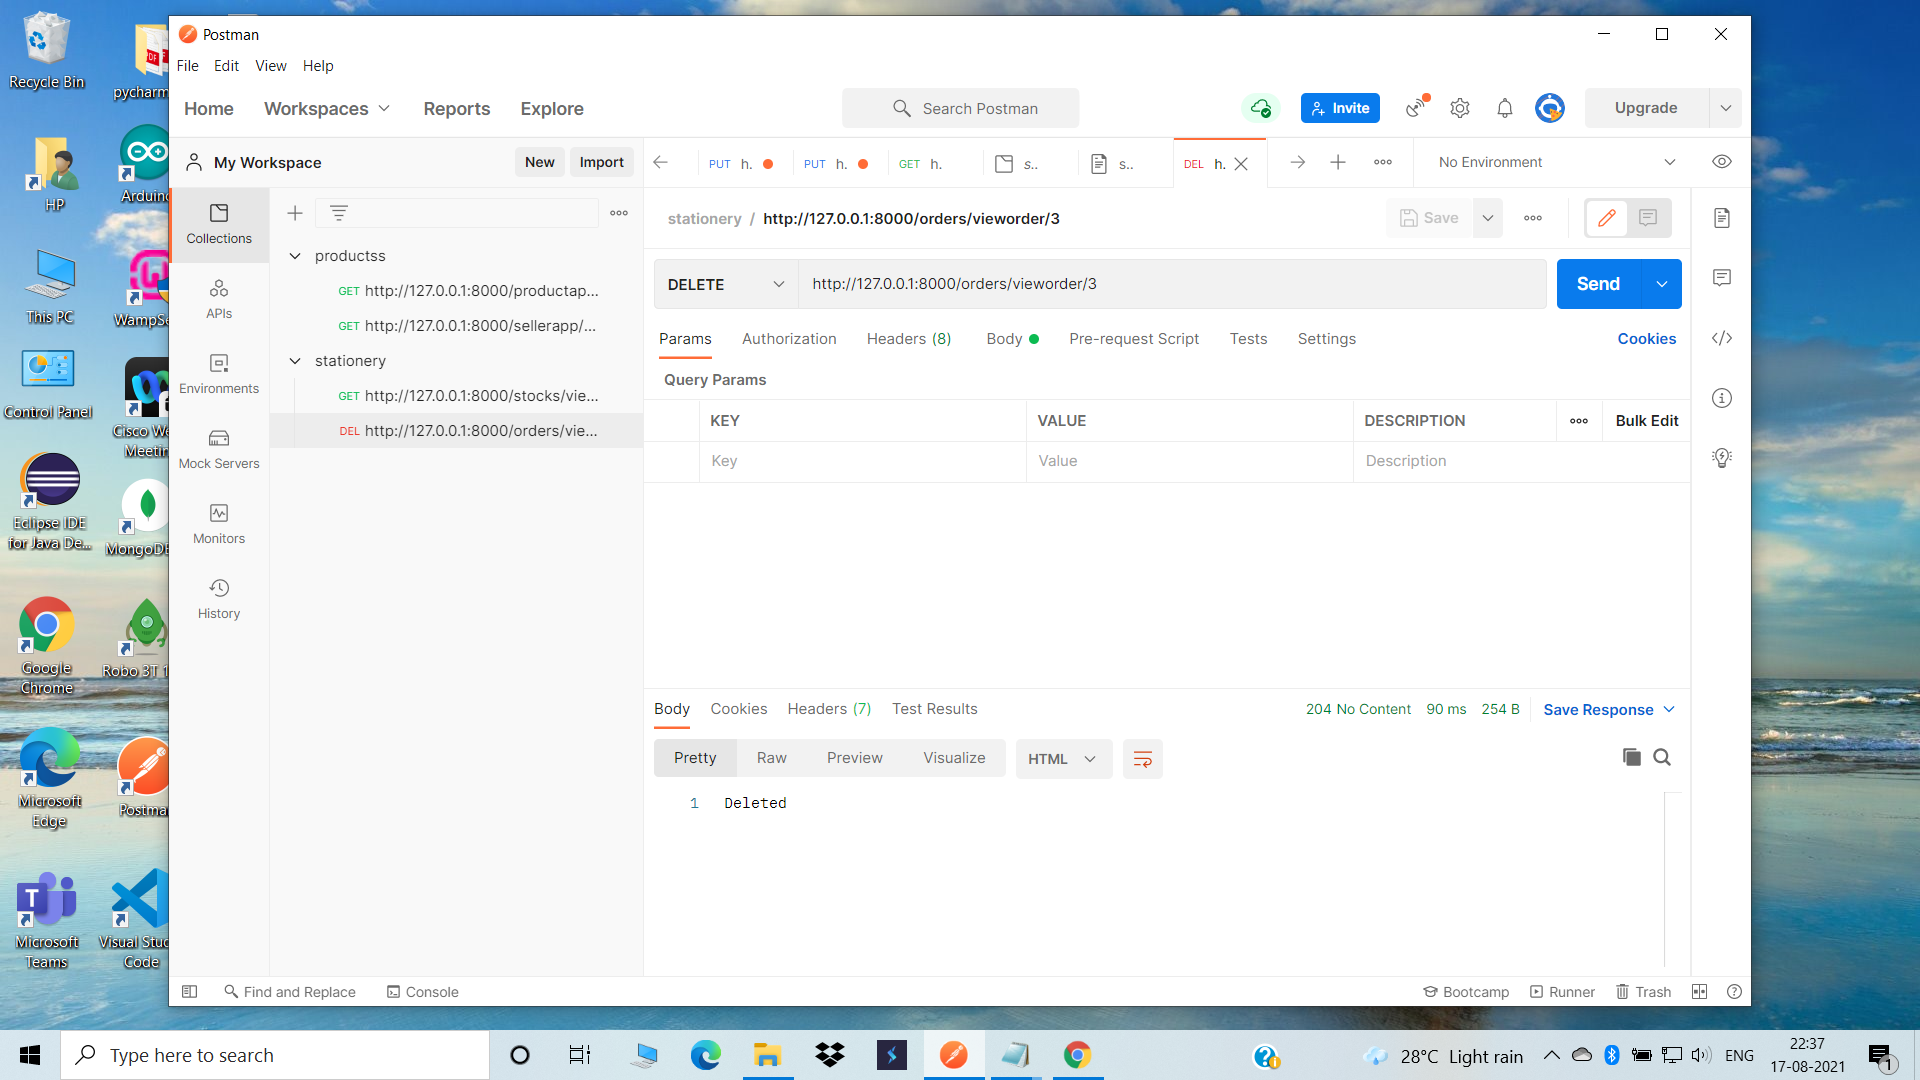 Recycle Bin
pycharm
HP
Arduino
This PC
WampSe
Control Panel
Cisco We
Meetin
Eclipse IDE
for Java De...
MongoDB
Google
Chrome
Robo 3T 1
Microsoft
Edge
Postma
Microsoft
Teams
Visual Stud
Code
Postman
File Edit View Help
Home Workspaces Reports Explore
Search Postman
Invite
Upgrade
My Workspace
New Import
PUT h. PUT h. GET h. s.. s.. DEL h.
No Environment
Collections
APIs
Environments
Mock Servers
Monitors
History
productss
GET http://127.0.0.1:8000/productap...
GET http://127.0.0.1:8000/sellerapp/...
stationery
GET http://127.0.0.1:8000/stocks/vie...
DEL http://127.0.0.1:8000/orders/vie...
stationery / http://127.0.0.1:8000/orders/vieworder/3
Save
DELETE http://127.0.0.1:8000/orders/vieworder/3
Send
Params Authorization Headers (8) Body Pre-request Script Tests Settings Cookies
Query Params
KEY VALUE DESCRIPTION Bulk Edit
Key Value Description
Body Cookies Headers (7) Test Results 204 No Content 90 ms 254 B Save Response
Pretty Raw Preview Visualize HTML
1 Deleted
Find and Replace Console Bootcamp Runner Trash
Type here to search
28°C Light rain
ENG
22:37
17-08-2021
1